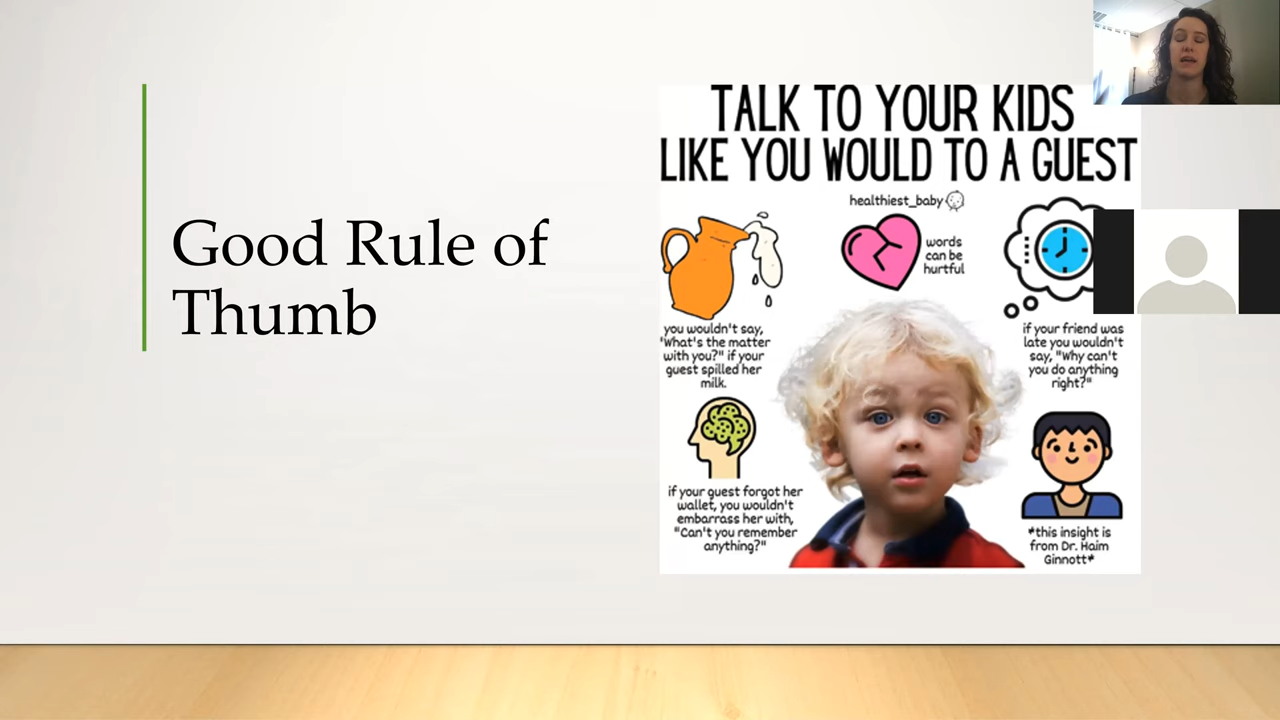 Good Rule of
Thumb
TALK TO YOUR KIDS
LIKE YOU WOULD TO A GUEST
healthiest_baby
words
can be
hurtful
you wouldn't say,
"What's the matter
with you?" if your
guest spilled her
milk.
if your friend was
late you wouldn't
say, "Why can't
you do anything
right?"
if your guest forgot her
wallet, you wouldn't
embarrass her with,
"Can't you remember
anything?"
*this insight is
from Dr. Haim
Ginnott*